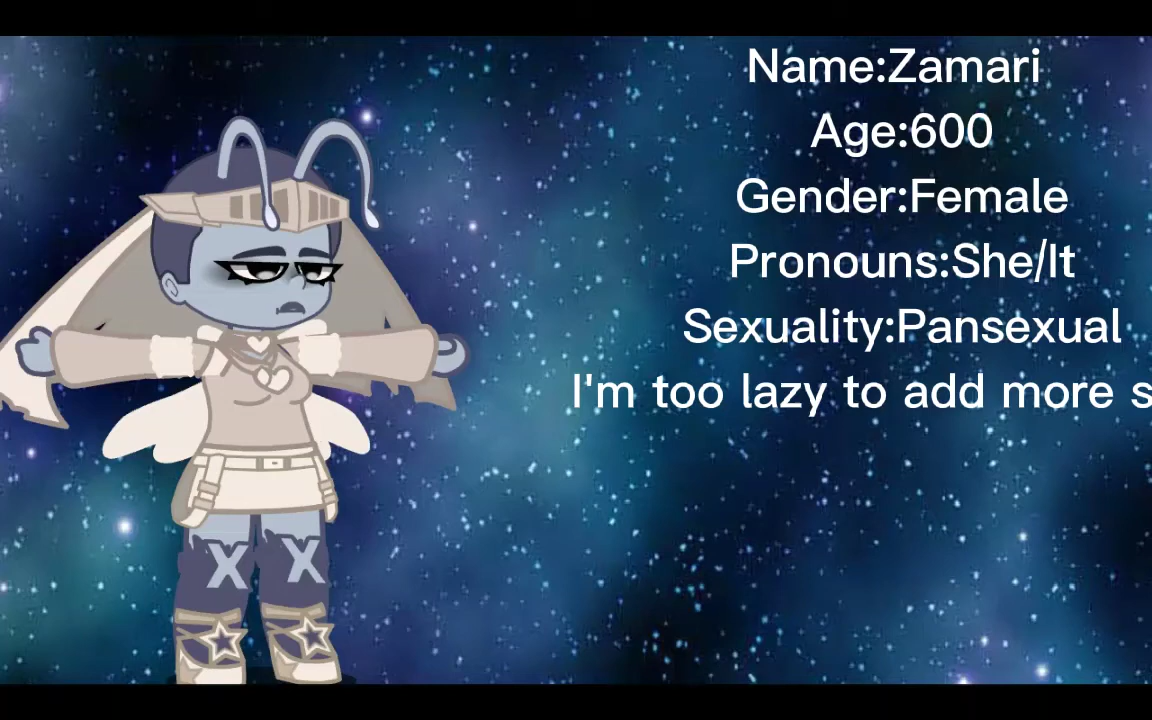 Name:Zamari
Age:600
Gender:Female
Pronouns:She/It
Sexuality:Pansexual
I'm too lazy to add more s
X X